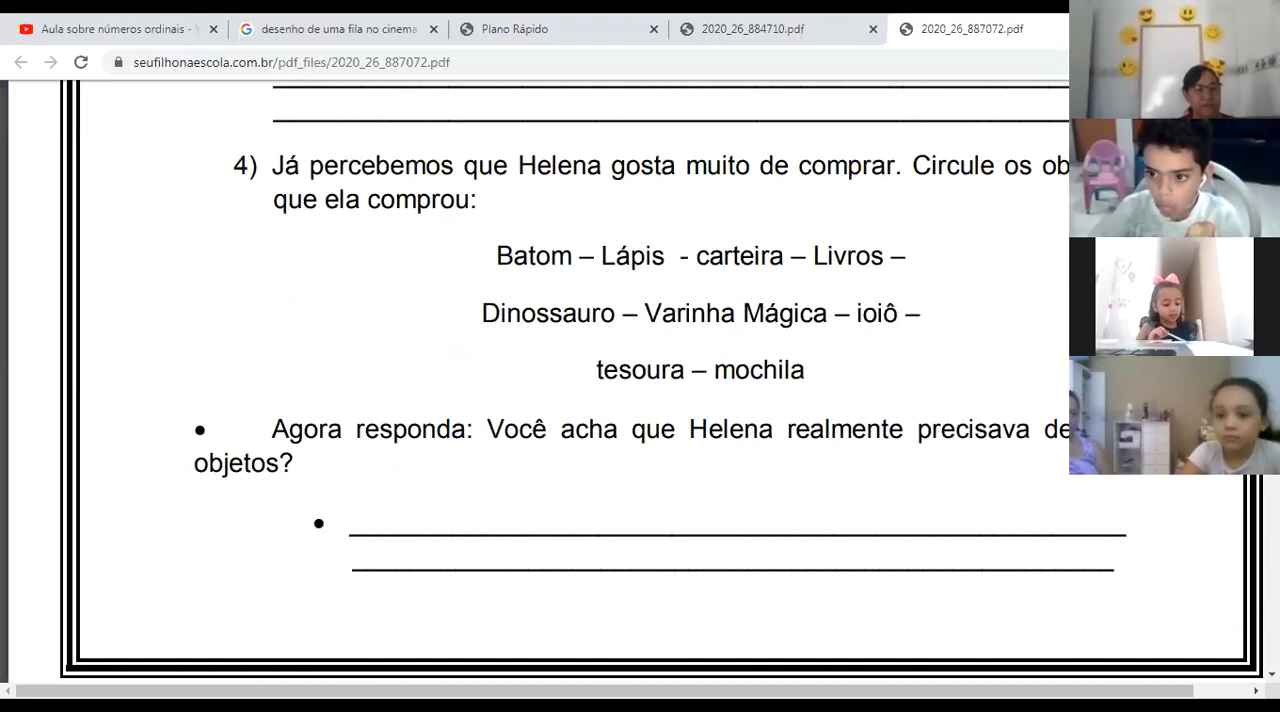 Aula sobre números ordinais - Y
desenho de uma fila no cinema
Plano Rápido
2020_26_884710.pdf
2020_26_887072.pdf
seufilhonaescola.com.br/pdf_files/2020_26_887072.pdf
4) Já percebemos que Helena gosta muito de comprar. Circule os ob
que ela comprou:
Batom – Lápis - carteira – Livros –
Dinossauro – Varinha Mágica – ioiô –
tesoura – mochila
• Agora responda: Você acha que Helena realmente precisava de
objetos?